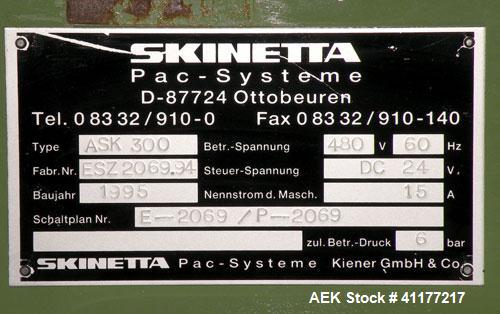 SKINETTA
Pac-Systeme
D-87724 Ottobeuren
Tel. 0 83 32 / 910-0 Fax 0 83 32 / 910-140
Type ASK 300 Betr.-Spannung 480 V 60 Hz
Fabr.Nr. ESZ 2069.94 Steuer-Spannung DC 24 V.
Baujahr 1995 Nennstrom d. Masch. 15 A
Schaltplan Nr. E-2069 / P-2069
zul. Betr.-Druck 6 bar
SKINETTA Pac-Systeme Kiener GmbH & Co.
AEK Stock # 41177217